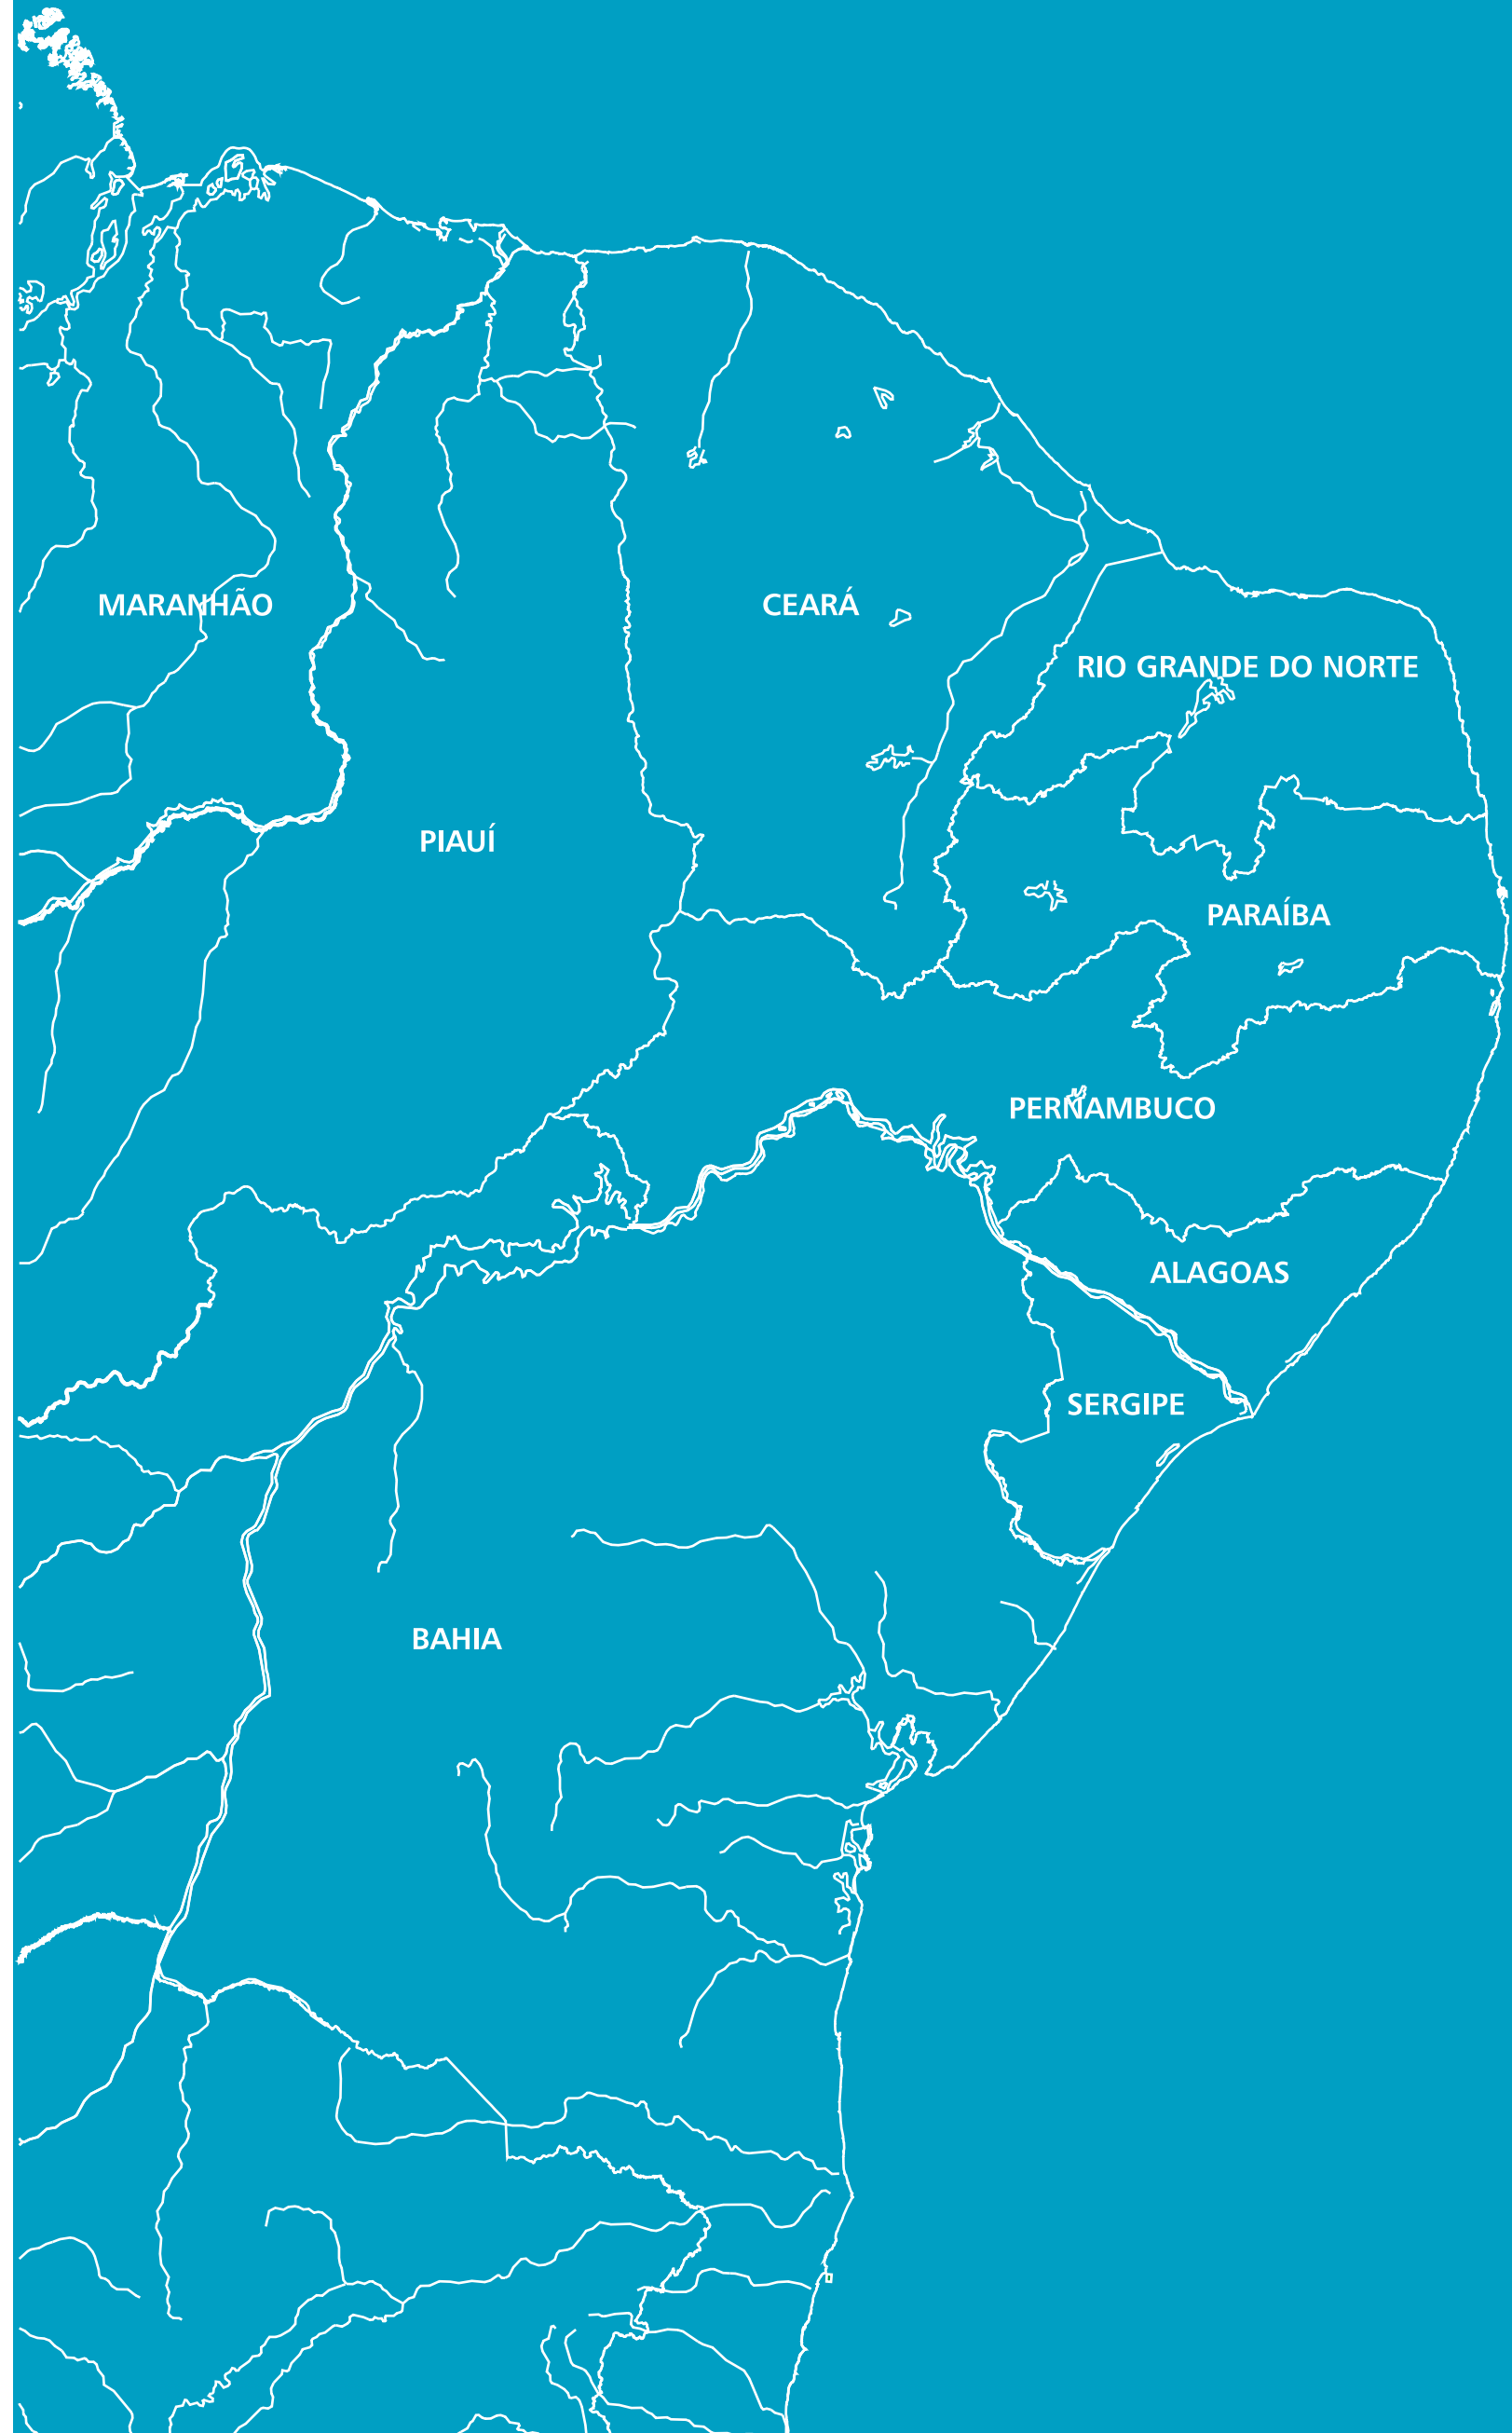 MARANHÃO
CEARÁ
RIO GRANDE DO NORTE
PIAUÍ
PARAÍBA
PERNAMBUCO
ALAGOAS
SERGIPE
BAHIA